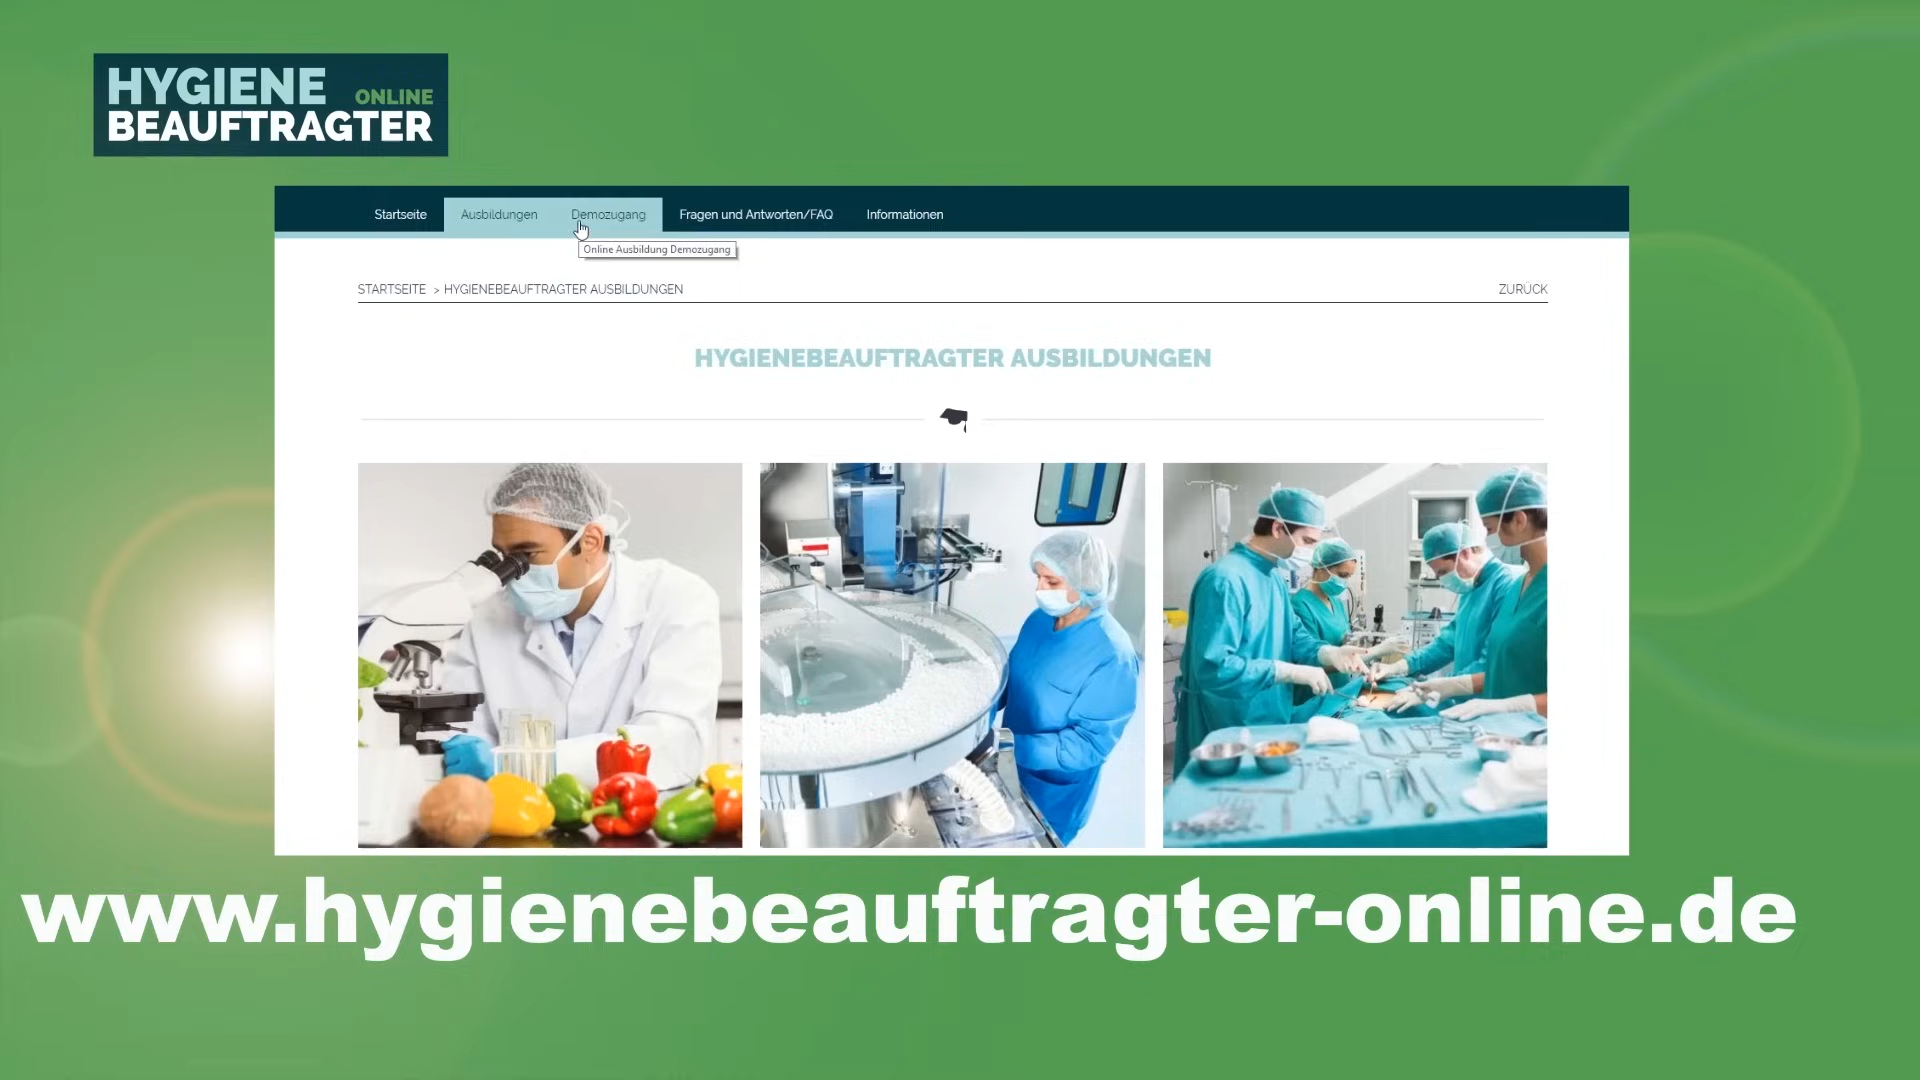 HYGIENE ONLINE
BEAUFTRAGTER
Startseite Ausbildungen Demozugang Fragen und Antworten/FAQ Informationen
Online Ausbildung Demozugang
STARTSEITE > HYGIENEBEAUFTRAGTER AUSBILDUNGEN ZURÜCK
HYGIENEBEAUFTRAGTER AUSBILDUNGEN
www.hygienebeauftragter-online.de